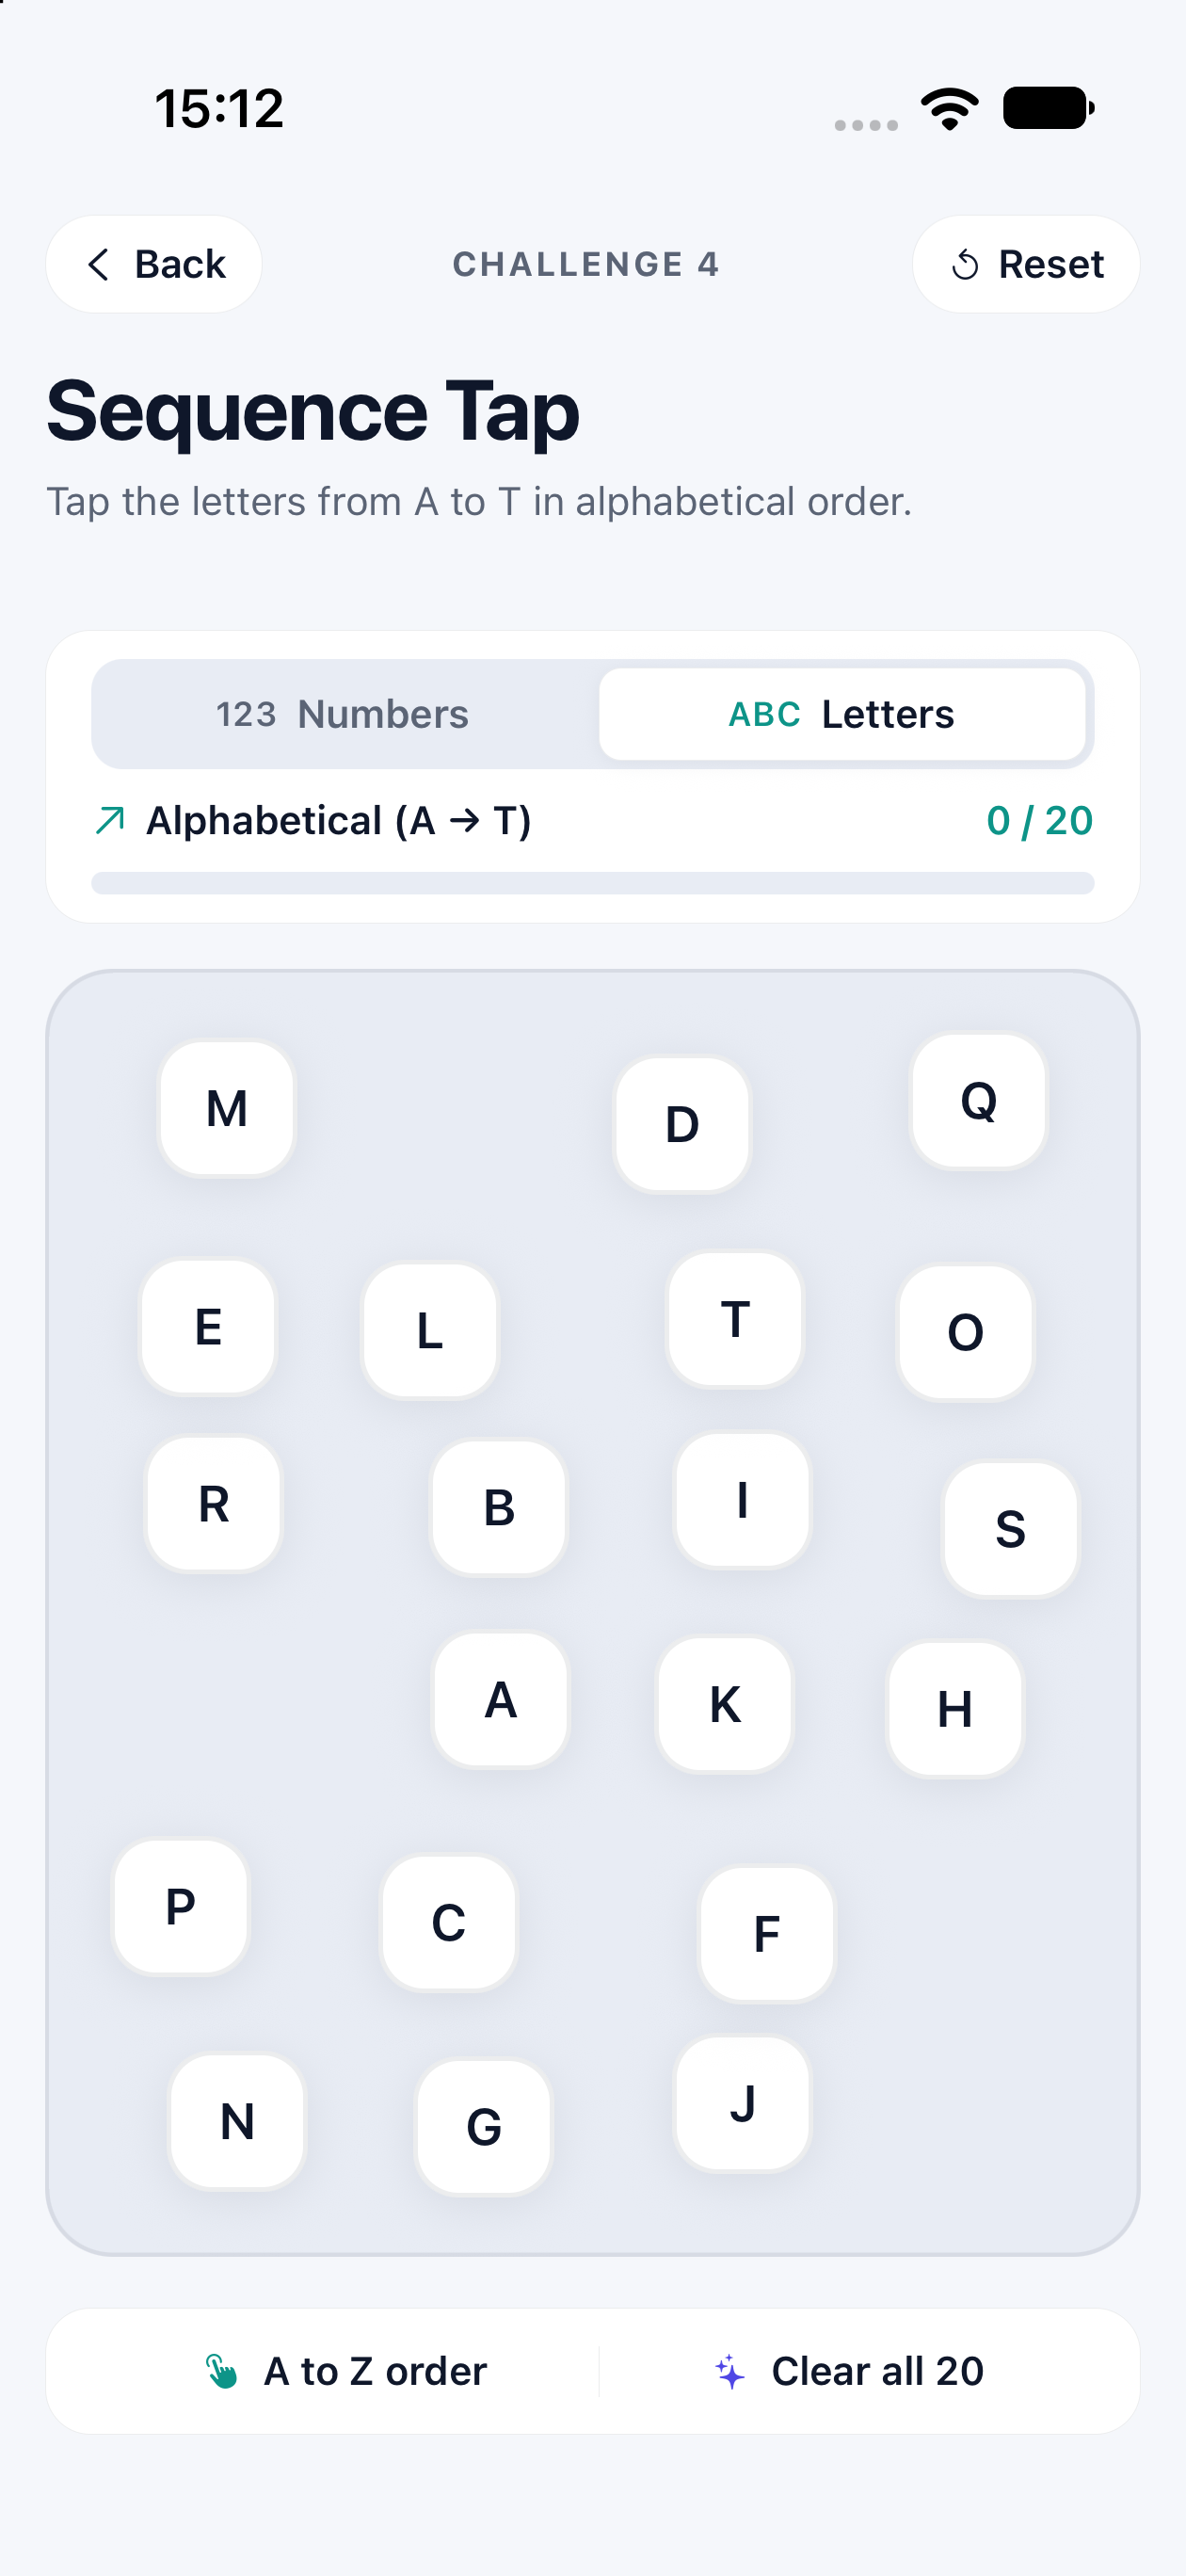 15:12
Back
CHALLENGE 4
Reset
Sequence Tap
Tap the letters from A to T in alphabetical order.
123 Numbers
ABC Letters
Alphabetical (A → T)
0 / 20
M
D
Q
E
L
T
O
R
B
I
S
A
K
H
P
C
F
N
G
J
A to Z order
Clear all 20